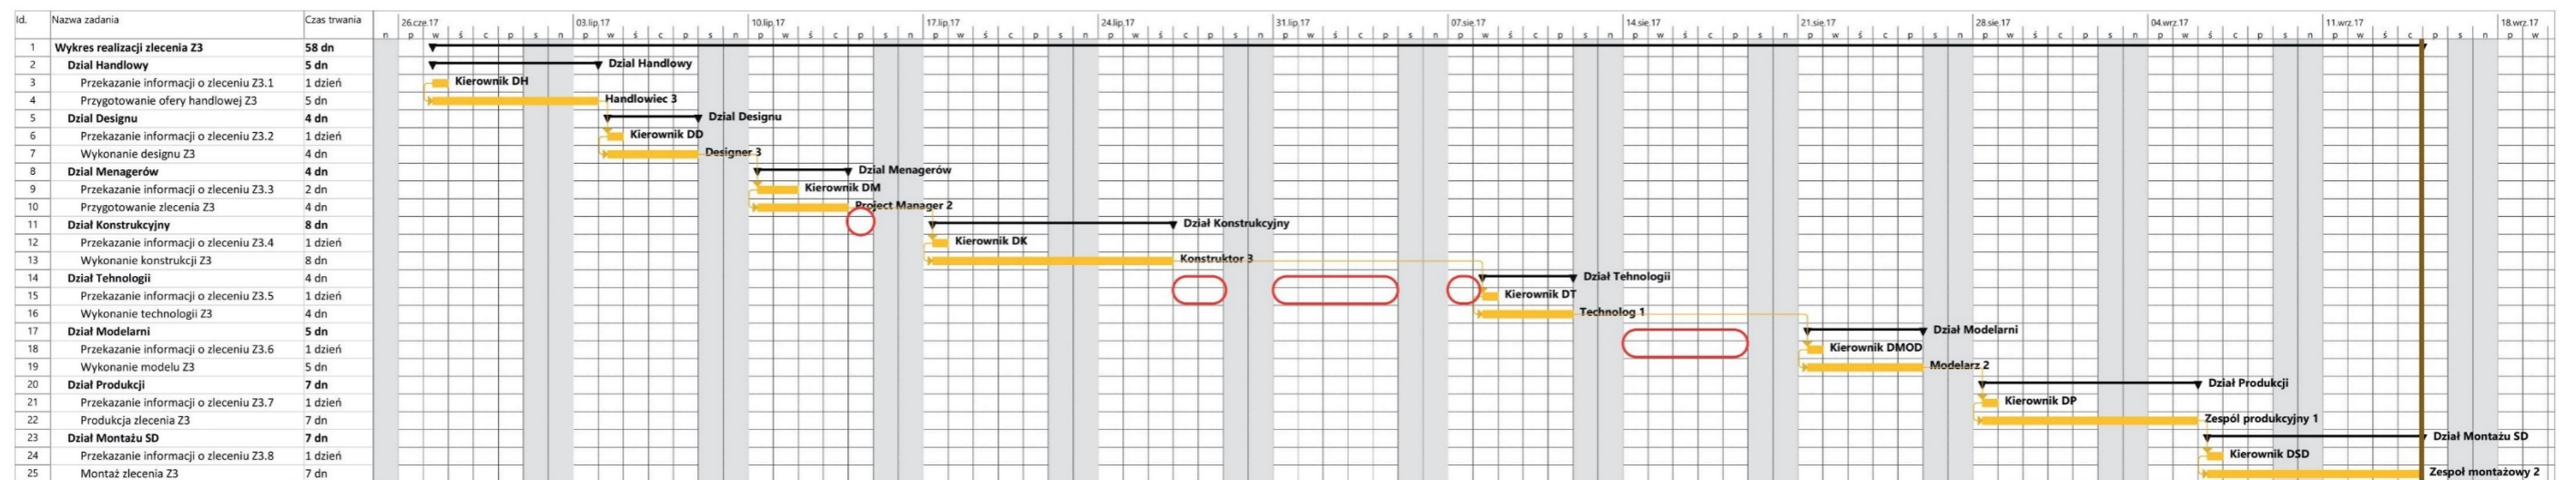 Id. Nazwa zadania Czas trwania 26.cze.17 03.lip.17 10.lip.17 17.lip.17 24.lip.17 31.lip.17 07.sie.17 14.sie.17 21.sie.17 28.sie.17 04.wrz.17 11.wrz.17 18.wrz.17
n p w ś c p s n p w ś c p s n p w ś c p s n p w ś c p s n p w ś c p s n p w ś c p s n p w ś c p s n p w ś c p s n p w ś c p s n p w ś c p s n p w ś c p s n p w ś c p s n p w
1 Wykres realizacji zlecenia Z3 58 dn
2 Dzial Handlowy 5 dn Dzial Handlowy
3 Przekazanie informacji o zleceniu Z3.1 1 dzień Kierownik DH
4 Przygotowanie ofery handlowej Z3 5 dn Handlowiec 3
5 Dzial Designu 4 dn Dzial Designu
6 Przekazanie informacji o zleceniu Z3.2 1 dzień Kierownik DD
7 Wykonanie designu Z3 4 dn Designer 3
8 Dzial Menagerów 4 dn Dzial Menagerów
9 Przekazanie informacji o zleceniu Z3.3 2 dn Kierownik DM
10 Przygotowanie zlecenia Z3 4 dn Project Manager 2
11 Dział Konstrukcyjny 8 dn Dział Konstrukcyjny
12 Przekazanie informacji o zleceniu Z3.4 1 dzień Kierownik DK
13 Wykonanie konstrukcji Z3 8 dn Konstruktor 3
14 Dział Tehnologii 4 dn Dział Tehnologii
15 Przekazanie informacji o zleceniu Z3.5 1 dzień Kierownik DT
16 Wykonanie technologii Z3 4 dn Technolog 1
17 Dział Modelarni 5 dn Dział Modelarni
18 Przekazanie informacji o zleceniu Z3.6 1 dzień Kierownik DMOD
19 Wykonanie modelu Z3 5 dn Modelarz 2
20 Dział Produkcji 7 dn Dział Produkcji
21 Przekazanie informacji o zleceniu Z3.7 1 dzień Kierownik DP
22 Produkcja zlecenia Z3 7 dn Zespól produkcyjny 1
23 Dział Montażu SD 7 dn Dział Montażu SD
24 Przekazanie informacji o zleceniu Z3.8 1 dzień Kierownik DSD
25 Montaż zlecenia Z3 7 dn Zespoł montażowy 2